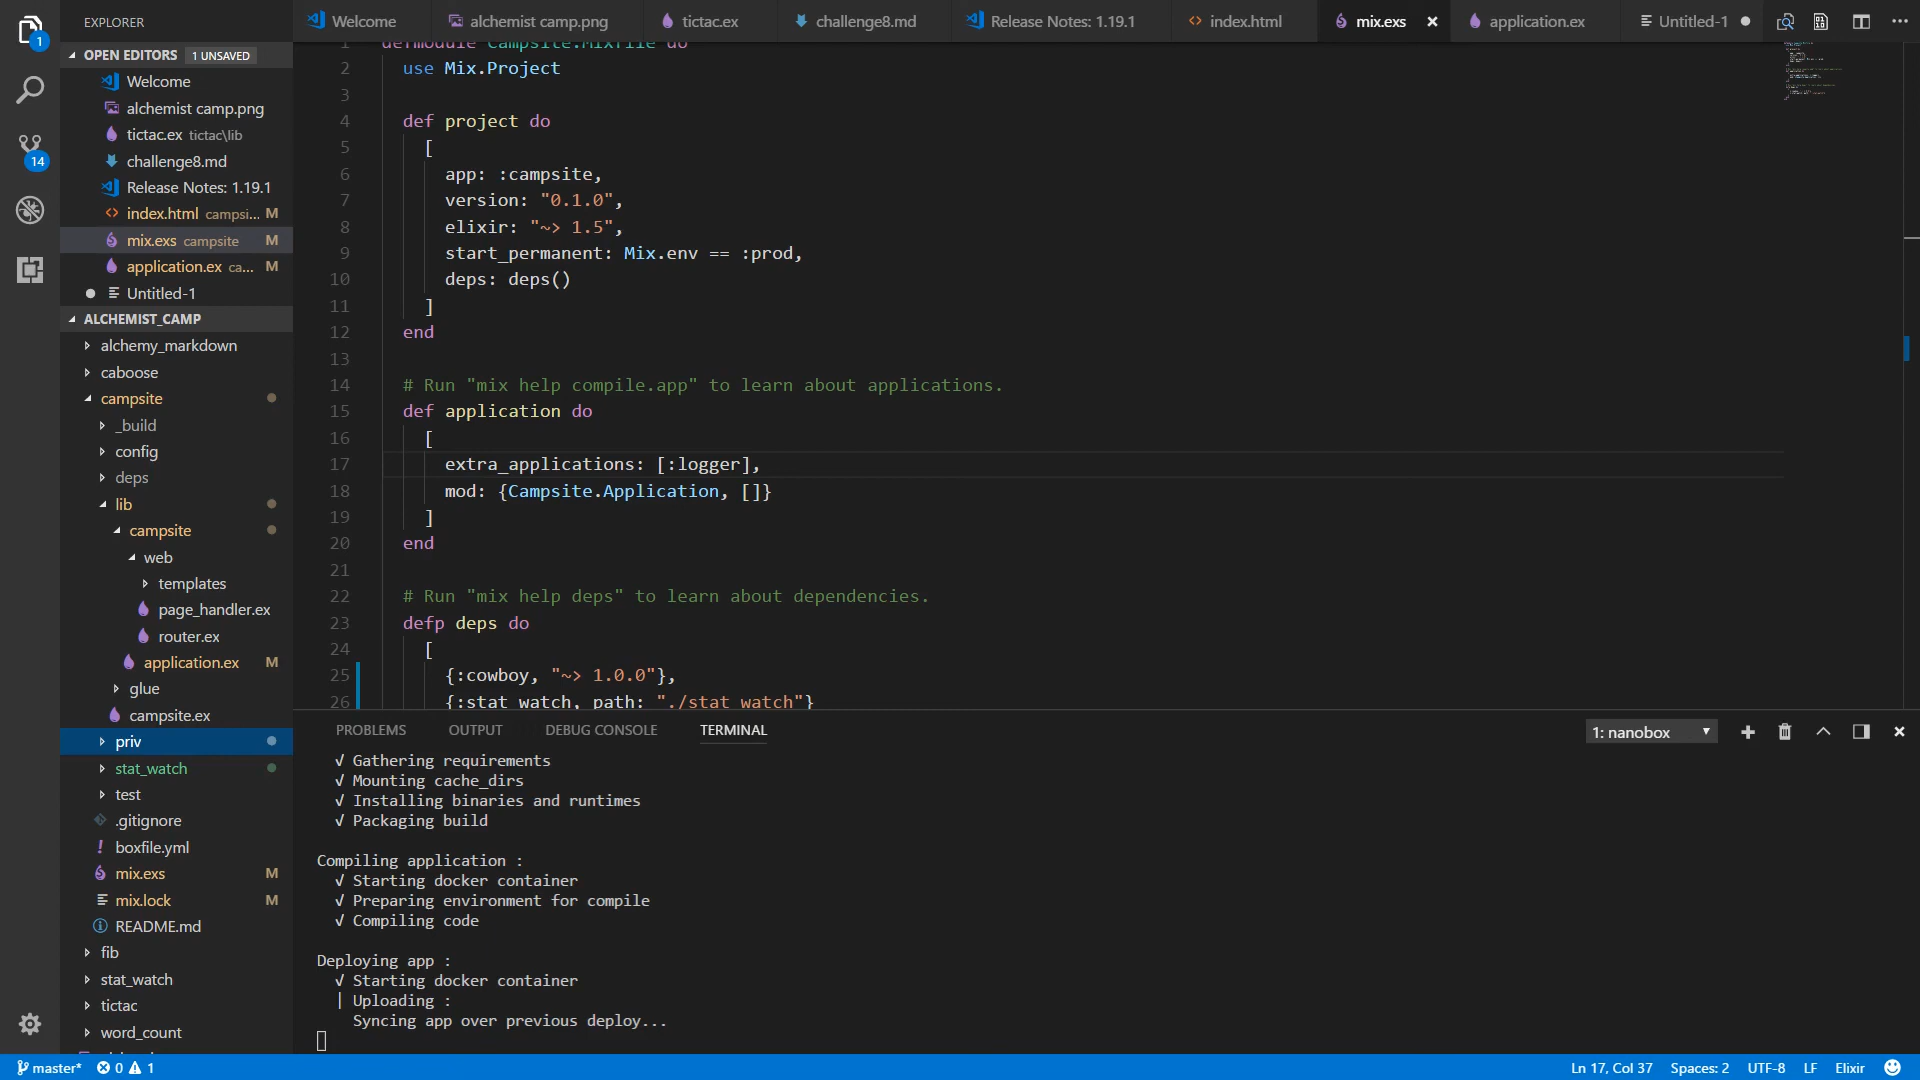 EXPLORER
OPEN EDITORS 1 UNSAVED
Welcome
alchemist camp.png
tictac.ex tictac\lib
challenge8.md
Release Notes: 1.19.1
index.html campsi... M
mix.exs campsite M
application.ex ca... M
Untitled-1
ALCHEMIST_CAMP
alchemy_markdown
caboose
campsite
_build
config
deps
lib
campsite
web
templates
page_handler.ex
router.ex
application.ex M
glue
campsite.ex
priv
stat_watch
test
.gitignore
boxfile.yml
mix.exs M
mix.lock M
README.md
fib
stat_watch
tictac
word_count
1
14
Welcome alchemist camp.png tictac.ex challenge8.md Release Notes: 1.19.1 index.html mix.exs application.ex Untitled-1
1 defmodule Campsite.Mixfile do
2 use Mix.Project
3
4 def project do
5 [
6 app: :campsite,
7 version: "0.1.0",
8 elixir: "~> 1.5",
9 start_permanent: Mix.env == :prod,
10 deps: deps()
11 ]
12 end
13
14 # Run "mix help compile.app" to learn about applications.
15 def application do
16 [
17 extra_applications: [:logger],
18 mod: {Campsite.Application, []}
19 ]
20 end
21
22 # Run "mix help deps" to learn about dependencies.
23 defp deps do
24 [
25 {:cowboy, "~> 1.0.0"},
26 {:stat_watch, path: "./stat_watch"}
PROBLEMS OUTPUT DEBUG CONSOLE TERMINAL 1: nanobox
√ Gathering requirements
√ Mounting cache_dirs
√ Installing binaries and runtimes
√ Packaging build
Compiling application :
√ Starting docker container
√ Preparing environment for compile
√ Compiling code
Deploying app :
√ Starting docker container
| Uploading :
Syncing app over previous deploy...
master* 0 1 Ln 17, Col 37 Spaces: 2 UTF-8 LF Elixir